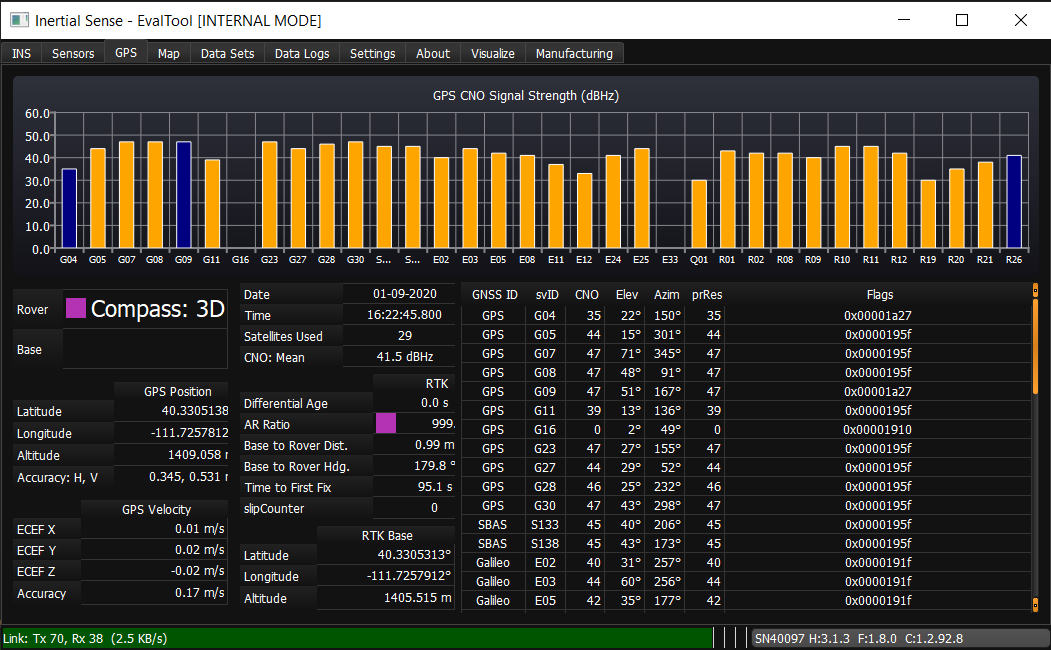 Inertial Sense - EvalTool [INTERNAL MODE]
INS Sensors GPS Map Data Sets Data Logs Settings About Visualize Manufacturing
GPS CNO Signal Strength (dBHz)
60.0
50.0
40.0
30.0
20.0
10.0
0.0
G04 G05 G07 G08 G09 G11 G16 G23 G27 G28 G30 S... S... E02 E03 E05 E08 E11 E12 E24 E25 E33 Q01 R01 R02 R08 R09 R10 R11 R12 R19 R20 R21 R26
Rover Compass: 3D
Base
GPS Position
Latitude 40.3305138
Longitude -111.7257812
Altitude 1409.058
Accuracy: H, V 0.345, 0.531
GPS Velocity
ECEF X 0.01 m/s
ECEF Y 0.02 m/s
ECEF Z -0.02 m/s
Accuracy 0.17 m/s
Date 01-09-2020
Time 16:22:45.800
Satellites Used 29
CNO: Mean 41.5 dBHz
RTK
Differential Age 0.0 s
AR Ratio 999.
Base to Rover Dist. 0.99 m
Base to Rover Hdg. 179.8 °
Time to First Fix 95.1 s
slipCounter 0
RTK Base
Latitude 40.3305313°
Longitude -111.7257912°
Altitude 1405.515 m
GNSS ID svID CNO Elev Azim prRes Flags
GPS G04 35 22° 150° 35 0x00001a27
GPS G05 44 15° 301° 44 0x0000195f
GPS G07 47 71° 345° 47 0x0000195f
GPS G08 47 48° 91° 47 0x0000195f
GPS G09 47 51° 167° 47 0x00001a27
GPS G11 39 13° 136° 39 0x0000195f
GPS G16 0 2° 49° 0 0x00001910
GPS G23 47 27° 155° 47 0x0000195f
GPS G27 44 29° 52° 44 0x0000195f
GPS G28 46 25° 232° 46 0x0000195f
GPS G30 47 43° 298° 47 0x0000195f
SBAS S133 45 40° 206° 45 0x0000195f
SBAS S138 45 43° 173° 45 0x0000195f
Galileo E02 40 31° 257° 40 0x0000191f
Galileo E03 44 60° 256° 44 0x0000191f
Galileo E05 42 35° 177° 42 0x0000191f
Link: Tx 70, Rx 38 (2.5 KB/s)
SN40097 H:3.1.3 F:1.8.0 C:1.2.92.8